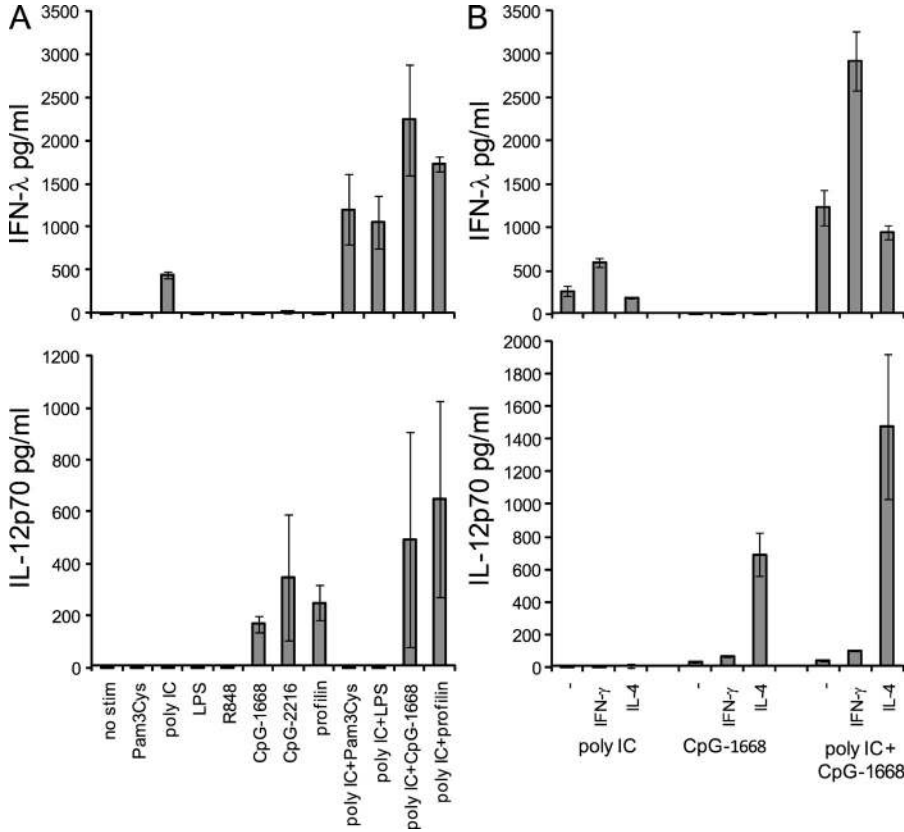 A
IFN-λ pg/ml
3500
3000
2500
2000
1500
1000
500
0
IL-12p70 pg/ml
1200
1000
800
600
400
200
0
no stim
Pam3Cys
poly IC
LPS
R848
CpG-1668
CpG-2216
profilin
poly IC+Pam3Cys
poly IC+LPS
poly IC+CpG-1668
poly IC+profilin
B
IFN-λ pg/ml
3500
3000
2500
2000
1500
1000
500
0
IL-12p70 pg/ml
2000
1800
1600
1400
1200
1000
800
600
400
200
0
-
IFN-γ
IL-4
-
IFN-γ
IL-4
-
IFN-γ
IL-4
poly IC
CpG-1668
poly IC+
CpG-1668